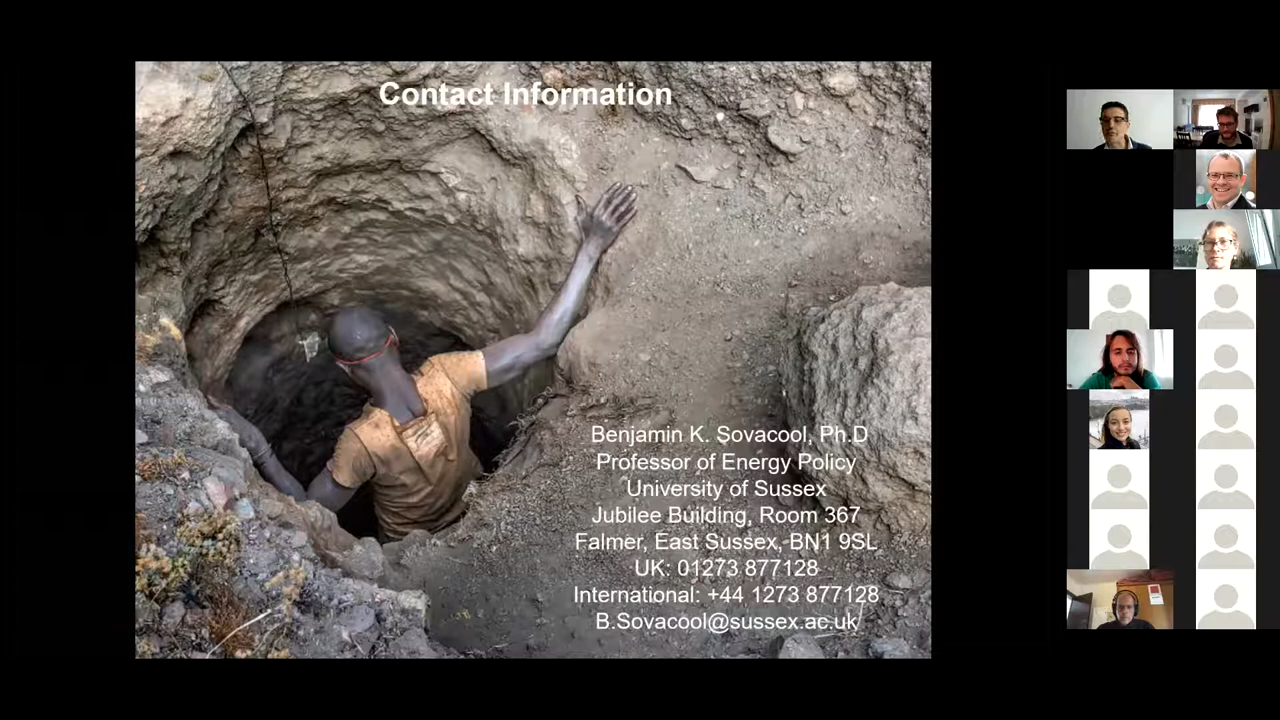 Contact Information
Benjamin K. Sovacool, Ph.D
Professor of Energy Policy
University of Sussex
Jubilee Building, Room 367
Falmer, East Sussex, BN1 9SL
UK: 01273 877128
International: +44 1273 877128
B.Sovacool@sussex.ac.uk